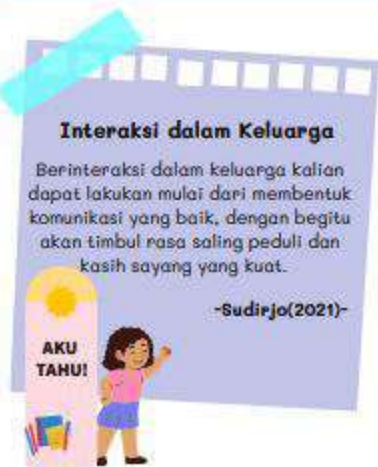 Interaksi dalam Keluarga
Berinteraksi dalam keluarga kalian
dapat lakukan mulai dari membentuk
komunikasi yang baik, dengan begitu
akan timbul rasa saling peduli dan
kasih sayang yang kuat.
-Sudirjo(2021)-
AKU
TAHU!